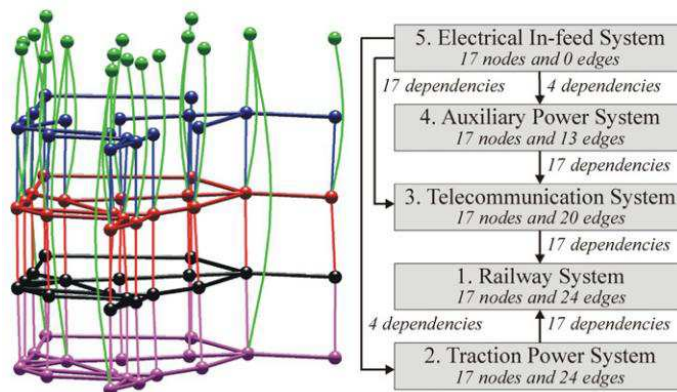 5. Electrical In-feed System
17 nodes and 0 edges
17 dependencies
4 dependencies
4. Auxiliary Power System
17 nodes and 13 edges
17 dependencies
3. Telecommunication System
17 nodes and 20 edges
17 dependencies
1. Railway System
17 nodes and 24 edges
4 dependencies
17 dependencies
2. Traction Power System
17 nodes and 24 edges